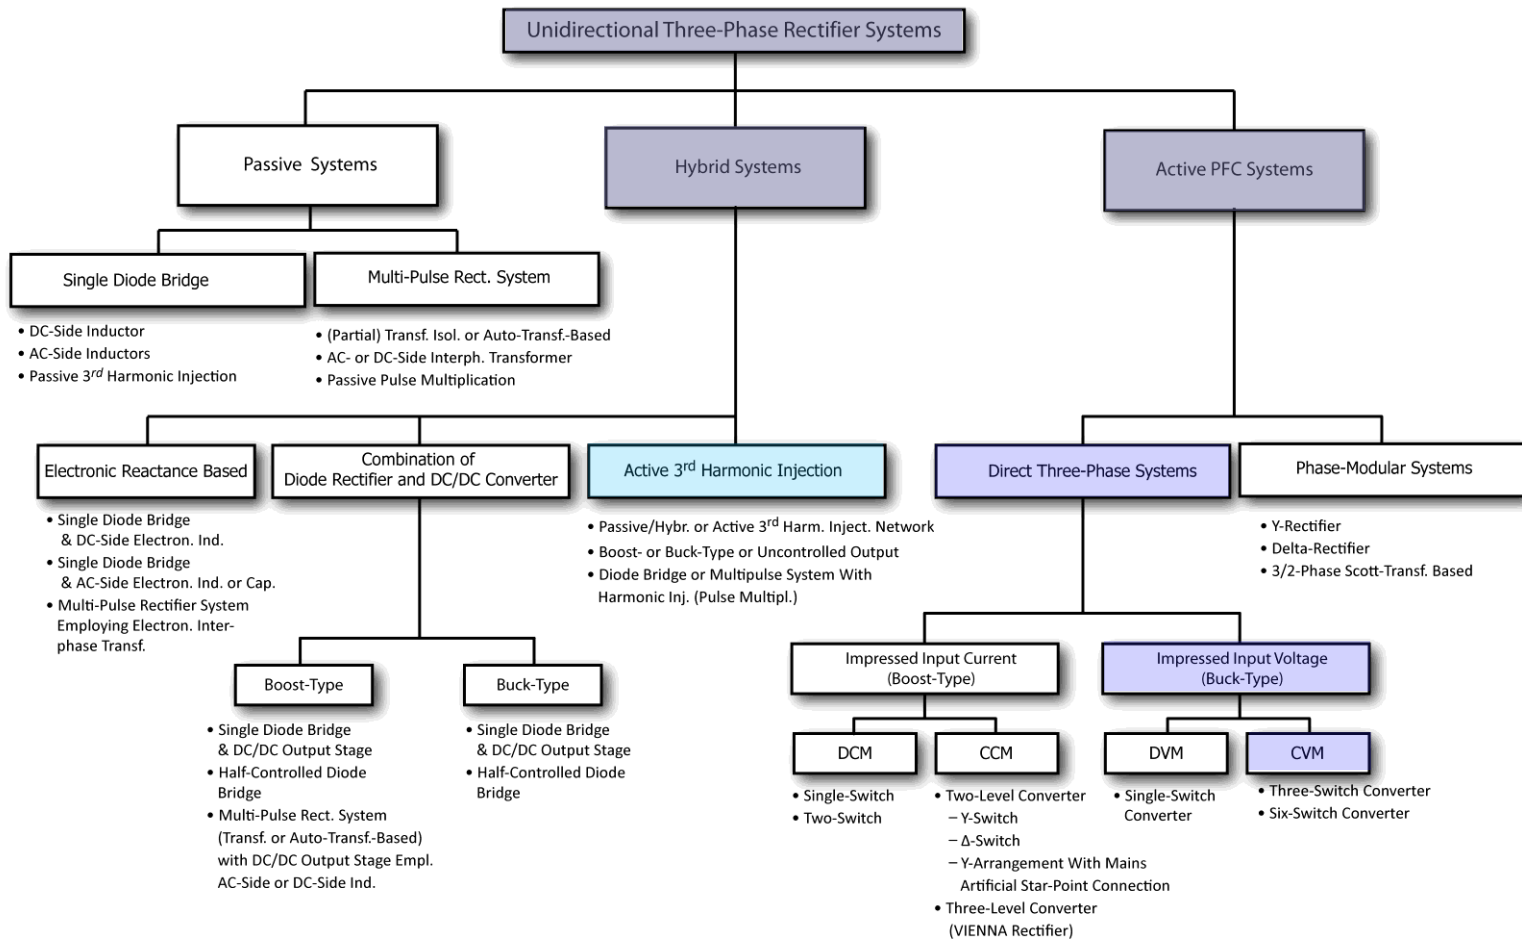 Unidirectional Three-Phase Rectifier Systems
Passive Systems
Hybrid Systems
Active PFC Systems
Single Diode Bridge
Multi-Pulse Rect. System
• DC-Side Inductor
• AC-Side Inductors
• Passive 3rd Harmonic Injection
• (Partial) Transf. Isol. or Auto-Transf.-Based
• AC- or DC-Side Interph. Transformer
• Passive Pulse Multiplication
Electronic Reactance Based
Combination of
Diode Rectifier and DC/DC Converter
Active 3rd Harmonic Injection
Direct Three-Phase Systems
Phase-Modular Systems
• Single Diode Bridge
& DC-Side Electron. Ind.
• Single Diode Bridge
& AC-Side Electron. Ind. or Cap.
• Multi-Pulse Rectifier System
Employing Electron. Inter-
phase Transf.
• Passive/Hybr. or Active 3rd Harm. Inject. Network
• Boost- or Buck-Type or Uncontrolled Output
• Diode Bridge or Multipulse System With
Harmonic Inj. (Pulse Multipl.)
• Y-Rectifier
• Delta-Rectifier
• 3/2-Phase Scott-Transf. Based
Boost-Type
Buck-Type
Impressed Input Current
(Boost-Type)
Impressed Input Voltage
(Buck-Type)
• Single Diode Bridge
& DC/DC Output Stage
• Half-Controlled Diode
Bridge
• Multi-Pulse Rect. System
(Transf. or Auto-Transf.-Based)
with DC/DC Output Stage Empl.
AC-Side or DC-Side Ind.
• Single Diode Bridge
& DC/DC Output Stage
• Half-Controlled Diode
Bridge
DCM
CCM
DVM
CVM
• Single-Switch
• Two-Switch
• Two-Level Converter
– Y-Switch
– Δ-Switch
– Y-Arrangement With Mains
Artificial Star-Point Connection
• Three-Level Converter
(VIENNA Rectifier)
• Single-Switch
Converter
• Three-Switch Converter
• Six-Switch Converter